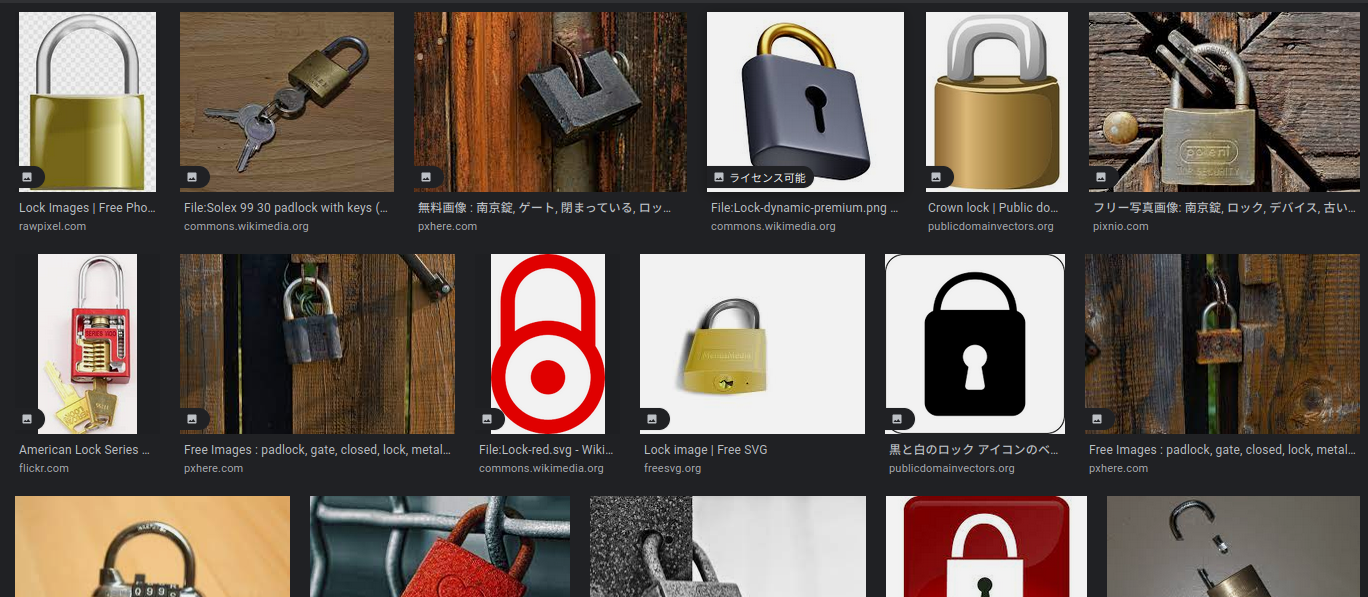 ライセンス可能
Lock Images | Free Pho...
rawpixel.com
File:Solex 99 30 padlock with keys (...
commons.wikimedia.org
無料画像 : 南京錠, ゲート, 閉まっている, ロッ...
pxhere.com
File:Lock-dynamic-premium.png ...
commons.wikimedia.org
Crown lock | Public do...
publicdomainvectors.org
potent
TOP SECURITY
フリー写真画像: 南京錠, ロック, デバイス, 古い...
pixnio.com
American Lock Series ...
flickr.com
Free Images : padlock, gate, closed, lock, metal...
pxhere.com
File:Lock-red.svg - Wiki...
commons.wikimedia.org
MenusMedia
Lock image | Free SVG
freesvg.org
黒と白のロック アイコンのベ...
publicdomainvectors.org
Free Images : padlock, gate, closed, lock, metal...
pxhere.com